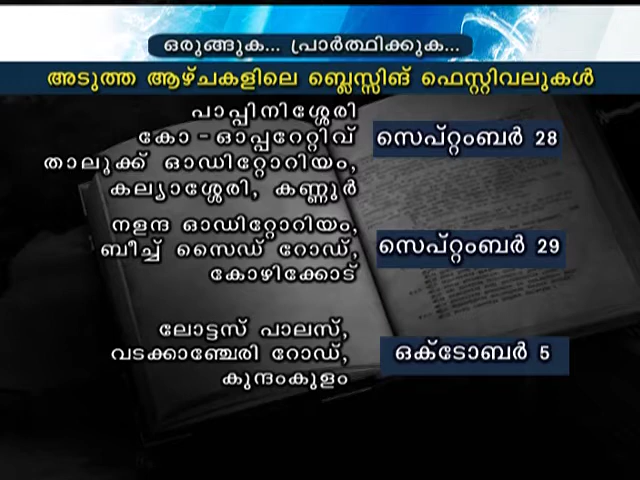 ഒരുങ്ങുക... പ്രാർത്ഥിക്കുക...
അടുത്ത ആഴ്ചകളിലെ ബ്ലെസ്സിങ് ഫെസ്റ്റിവലുകൾ
പാപ്പിനിശ്ശേരി
കോ - ഓപ്പറേറ്റിവ്
താലൂക്ക് ഓഡിറ്റോറിയം,
കല്യാശ്ശേരി, കണ്ണൂർ
സെപ്റ്റംബർ 28
നളന്ദ ഓഡിറ്റോറിയം,
ബീച്ച് സൈഡ് റോഡ്,
കോഴിക്കോട്
സെപ്റ്റംബർ 29
ലോട്ടസ് പാലസ്,
വടക്കാഞ്ചേരി റോഡ്,
കുന്ദംകുളം
ഒക്ടോബർ 5